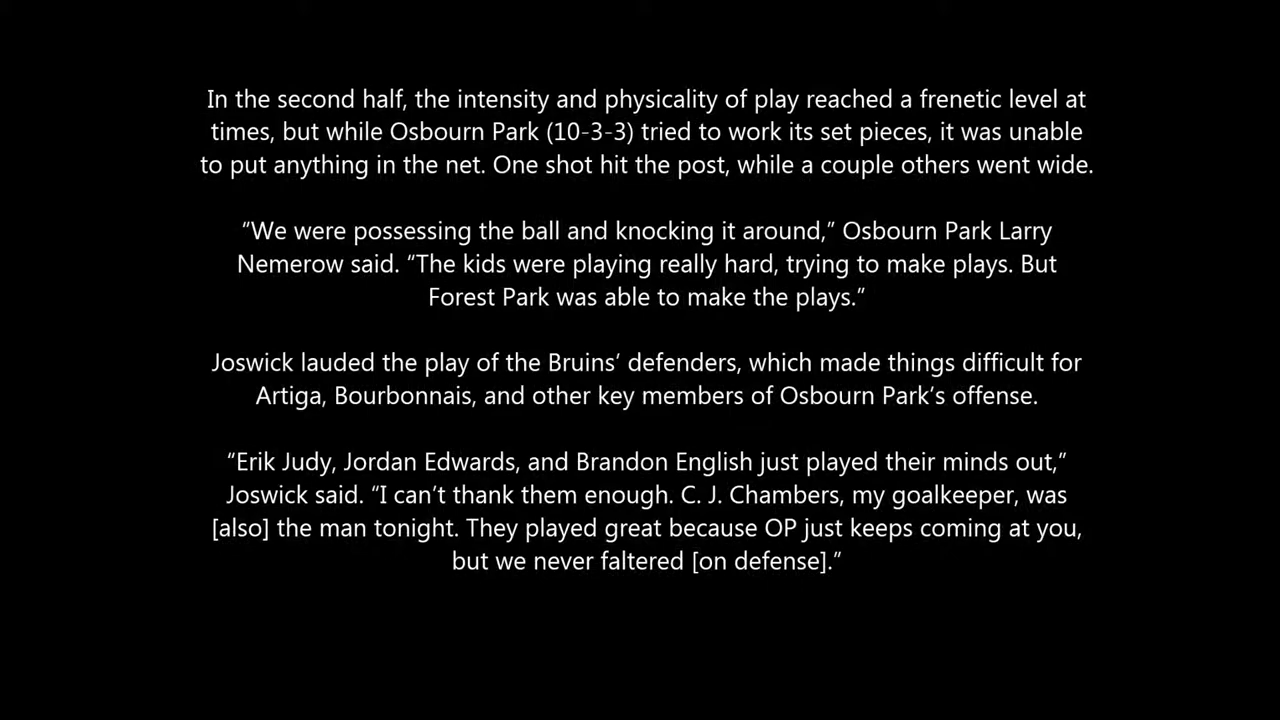 In the second half, the intensity and physicality of play reached a frenetic level at
times, but while Osbourn Park (10-3-3) tried to work its set pieces, it was unable
to put anything in the net. One shot hit the post, while a couple others went wide.
“We were possessing the ball and knocking it around,” Osbourn Park Larry
Nemerow said. “The kids were playing really hard, trying to make plays. But
Forest Park was able to make the plays.”
Joswick lauded the play of the Bruins’ defenders, which made things difficult for
Artiga, Bourbonnais, and other key members of Osbourn Park’s offense.
“Erik Judy, Jordan Edwards, and Brandon English just played their minds out,”
Joswick said. “I can’t thank them enough. C. J. Chambers, my goalkeeper, was
[also] the man tonight. They played great because OP just keeps coming at you,
but we never faltered [on defense].”